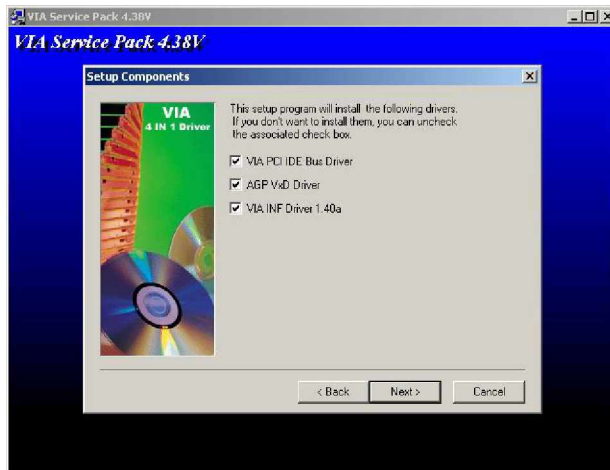 VIA Service Pack 4.38V
VIA Service Pack 4.38V
Setup Components
VIA
4 IN 1 Driver
This setup program will install the following drivers.
If you don't want to install them, you can uncheck
the associated check box.
VIA PCI IDE Bus Driver
AGP VxD Driver
VIA INF Driver 1.40a
< Back
Next >
Cancel